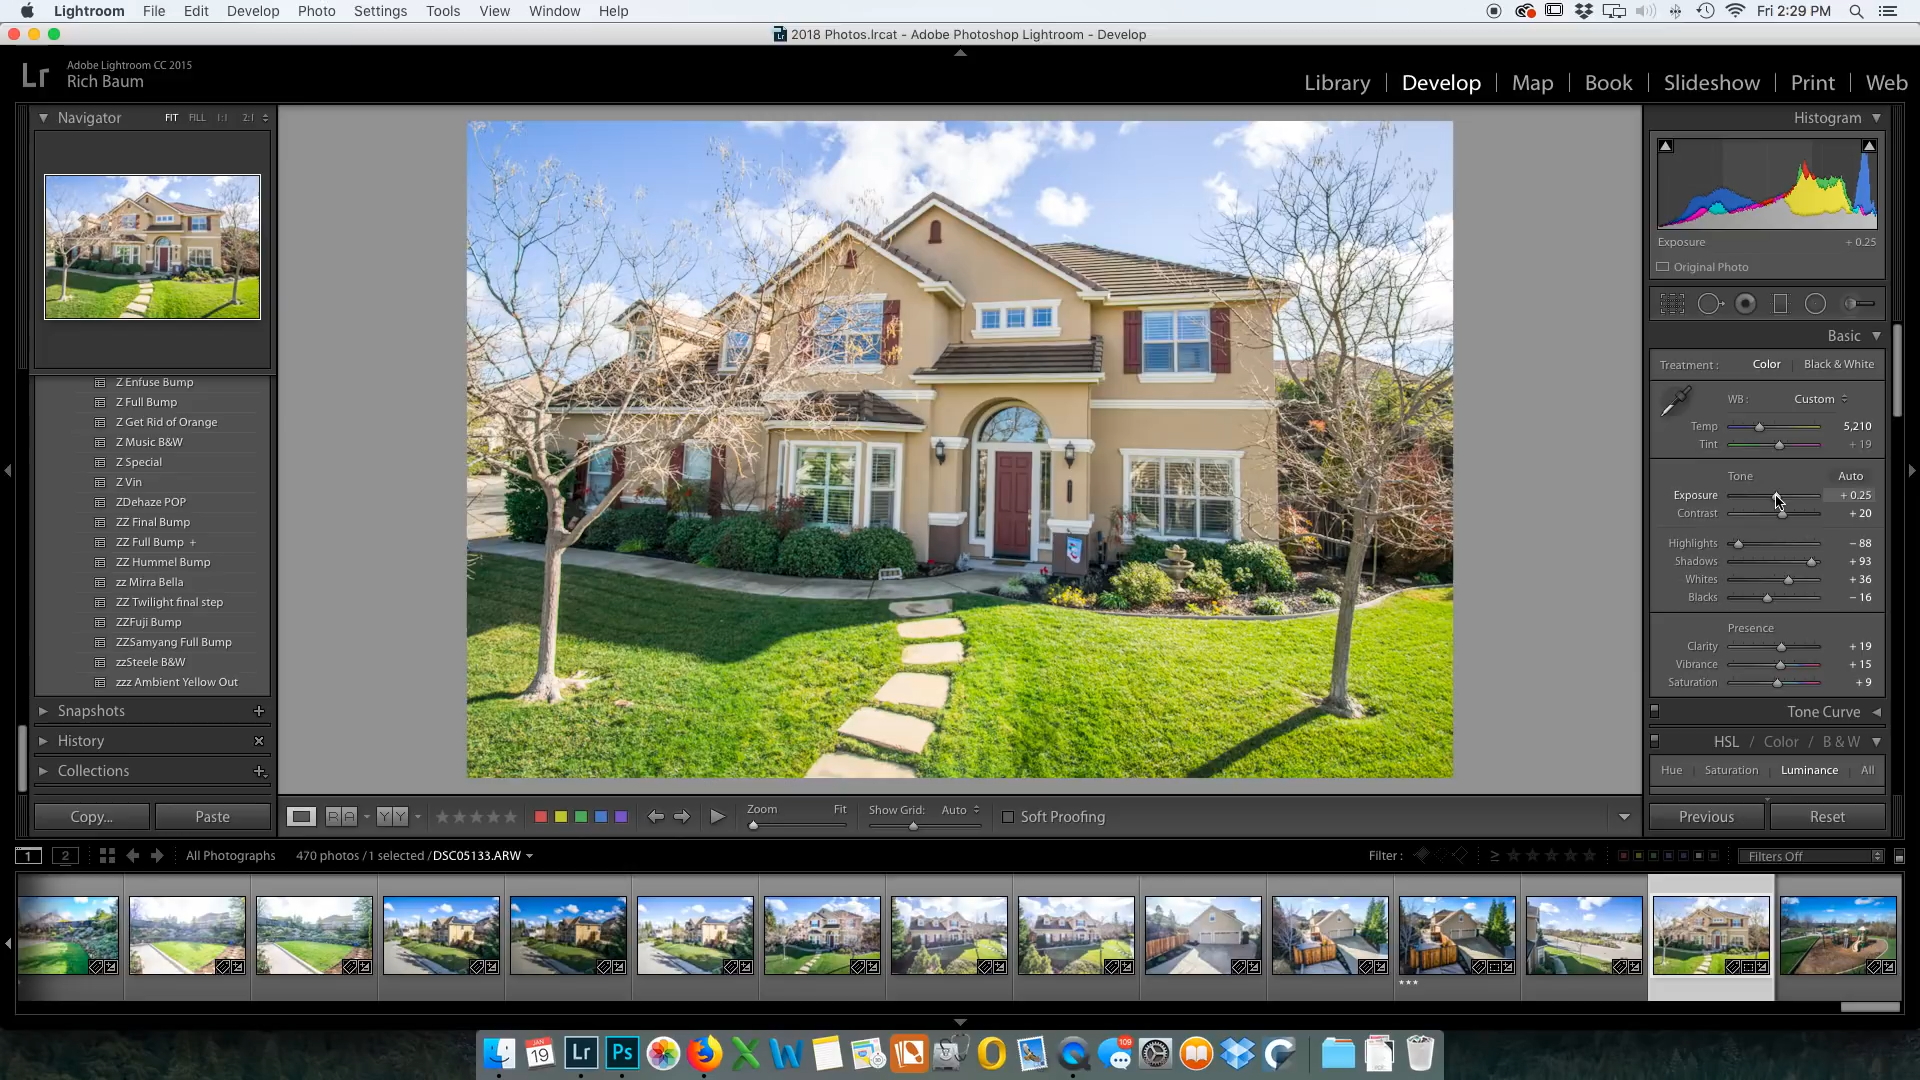 Lightroom File Edit Develop Photo Settings Tools View Window Help Fri 2:29 PM
2018 Photos.lrcat - Adobe Photoshop Lightroom - Develop
Lr Adobe Lightroom CC 2015
Rich Baum
Library Develop Map Book Slideshow Print Web
Navigator FIT FILL 1:1 2:1
Z Enfuse Bump
Z Full Bump
Z Get Rid of Orange
Z Music B&W
Z Special
Z Vin
ZDehaze POP
ZZ Final Bump
ZZ Full Bump +
ZZ Hummel Bump
zz Mirra Bella
ZZ Twilight final step
ZZFuji Bump
ZZSamyang Full Bump
zzSteele B&W
zzz Ambient Yellow Out
Snapshots +
History ×
Collections +
Copy... Paste
Histogram
Exposure + 0.25
Original Photo
Basic
Treatment : Color Black & White
WB : Custom
Temp 5,210
Tint + 19
Tone Auto
Exposure + 0.25
Contrast + 20
Highlights − 88
Shadows + 93
Whites + 36
Blacks − 16
Presence
Clarity + 19
Vibrance + 15
Saturation + 9
Tone Curve
HSL / Color / B & W
Hue Saturation Luminance All
Previous Reset
R A Y Y Zoom Fit Show Grid: Auto Soft Proofing
1 2 All Photographs 470 photos / 1 selected / DSC05133.ARW Filter : ≥ Filters Off
JAN 19 Lr Ps X W O 109